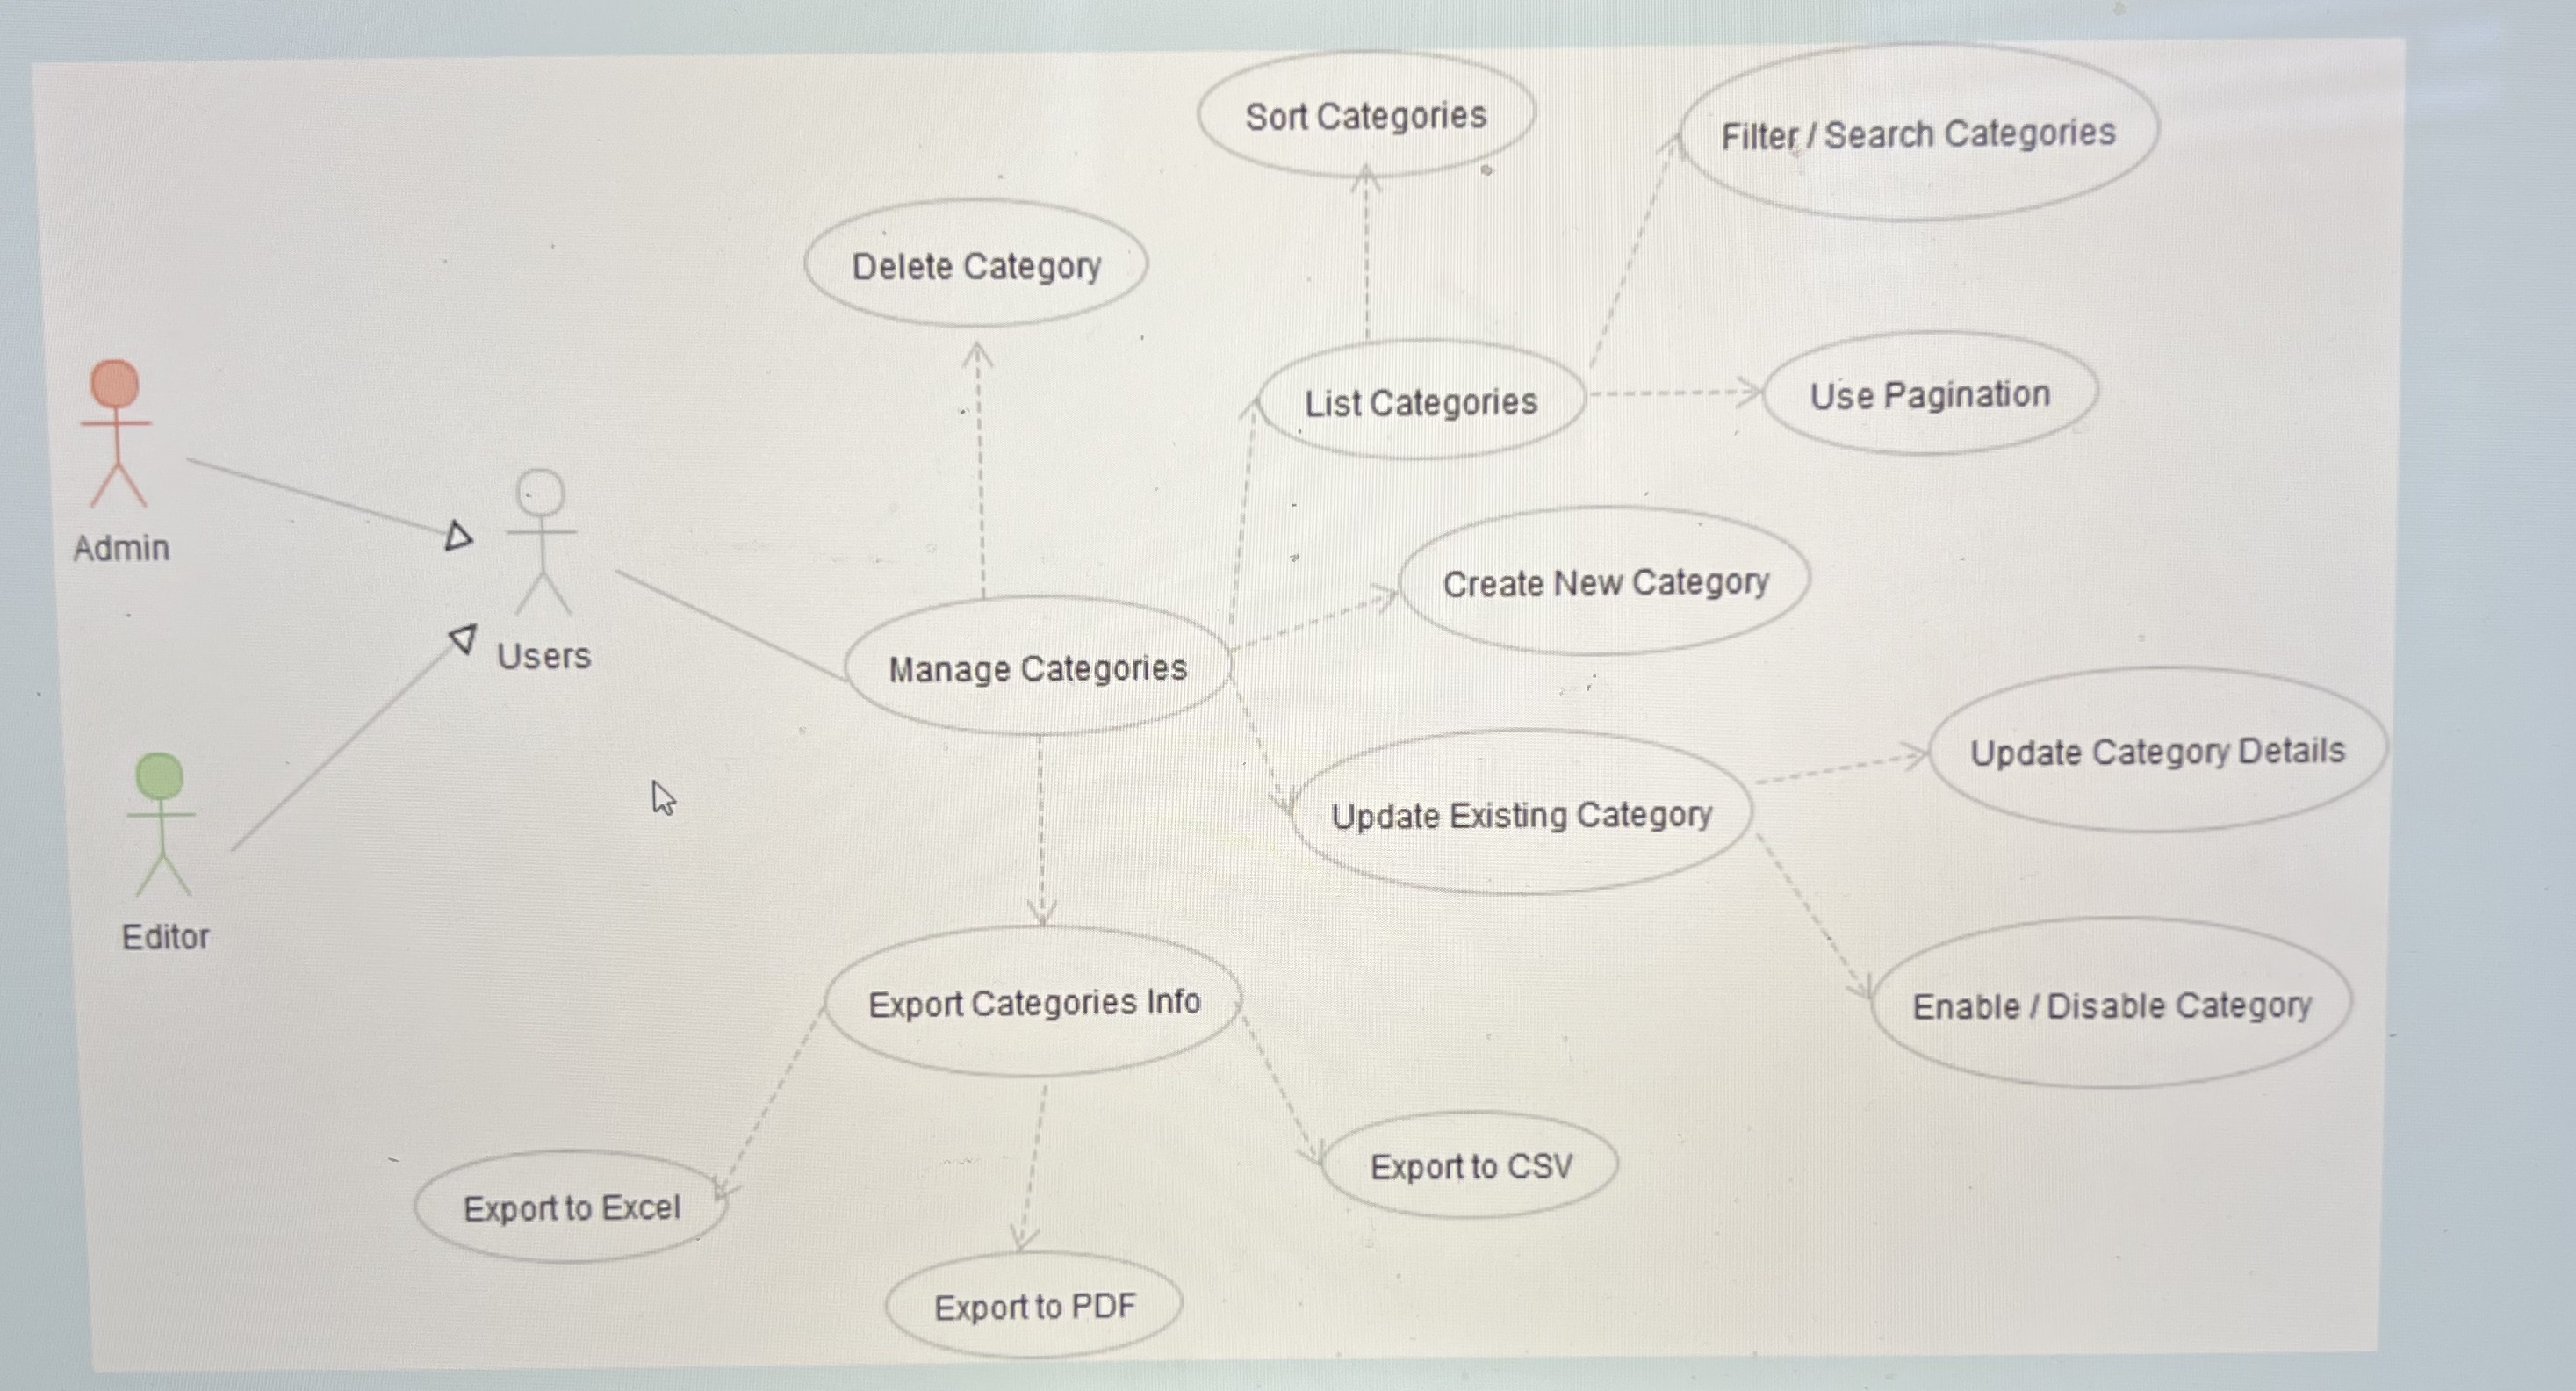 Sort Categories
Filter / Search Categories
Delete Category
List Categories
Use Pagination
Admin
Create New Category
Users
Manage Categories
Update Category Details
Update Existing Category
Editor
Export Categories Info
Enable / Disable Category
Export to CSV
Export to Excel
Export to PDF